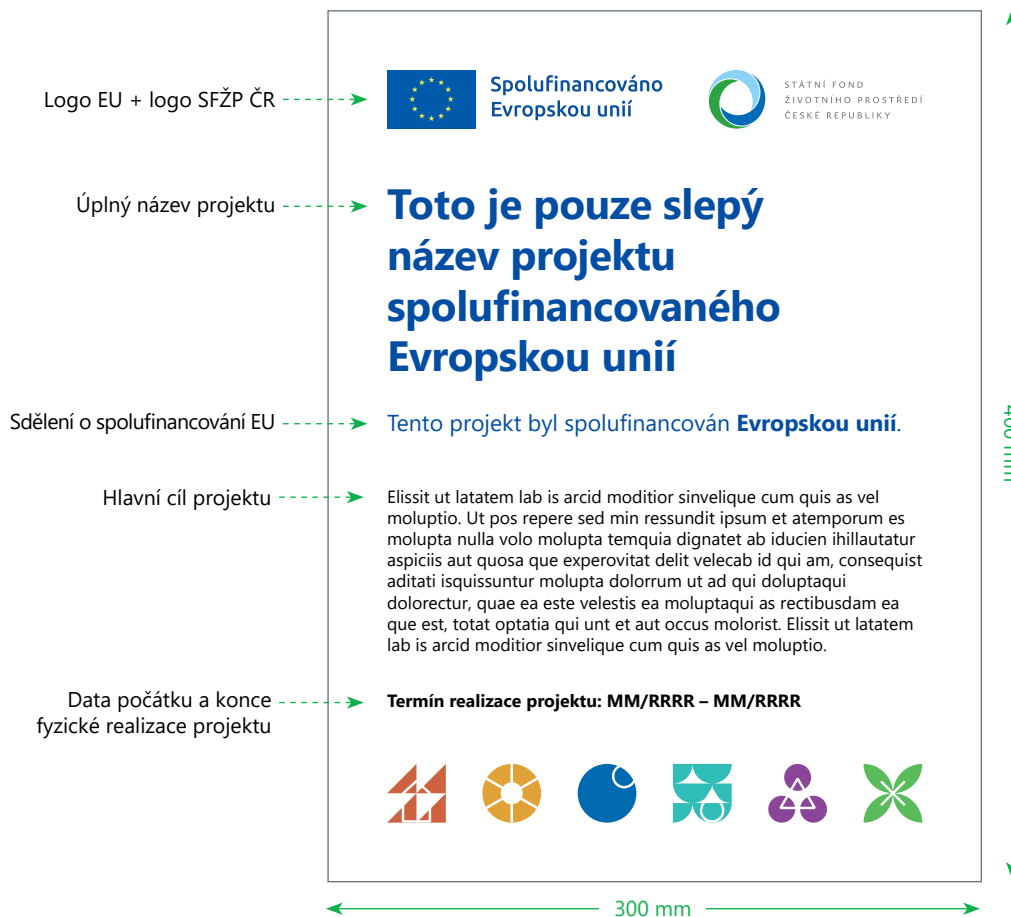 Logo EU + logo SFŽP ČR
Spolufinancováno
Evropskou unií
STÁTNÍ FOND
ŽIVOTNÍHO PROSTŘEDÍ
ČESKÉ REPUBLIKY
Úplný název projektu
Toto je pouze slepý
název projektu
spolufinancovaného
Evropskou unií
Sdělení o spolufinancování EU
Tento projekt byl spolufinancován Evropskou unií.
Hlavní cíl projektu
Elissit ut latatem lab is arcid moditior sinvelique cum quis as vel
moluptio. Ut pos repere sed min ressundit ipsum et atemporum es
molupta nulla volo molupta temquia dignatet ab iducien ihillautatur
aspiciis aut quosa que experovitat delit velecab id qui am, consequist
aditati isquissuntur molupta dolorrum ut ad qui doluptaqui
dolorectur, quae ea este velestis ea moluptaqui as rectibusdam ea
que est, totat optatia qui unt et aut occus molorist. Elissit ut latatem
lab is arcid moditior sinvelique cum quis as vel moluptio.
Data počátku a konce
fyzické realizace projektu
Termín realizace projektu: MM/RRRR – MM/RRRR
300 mm